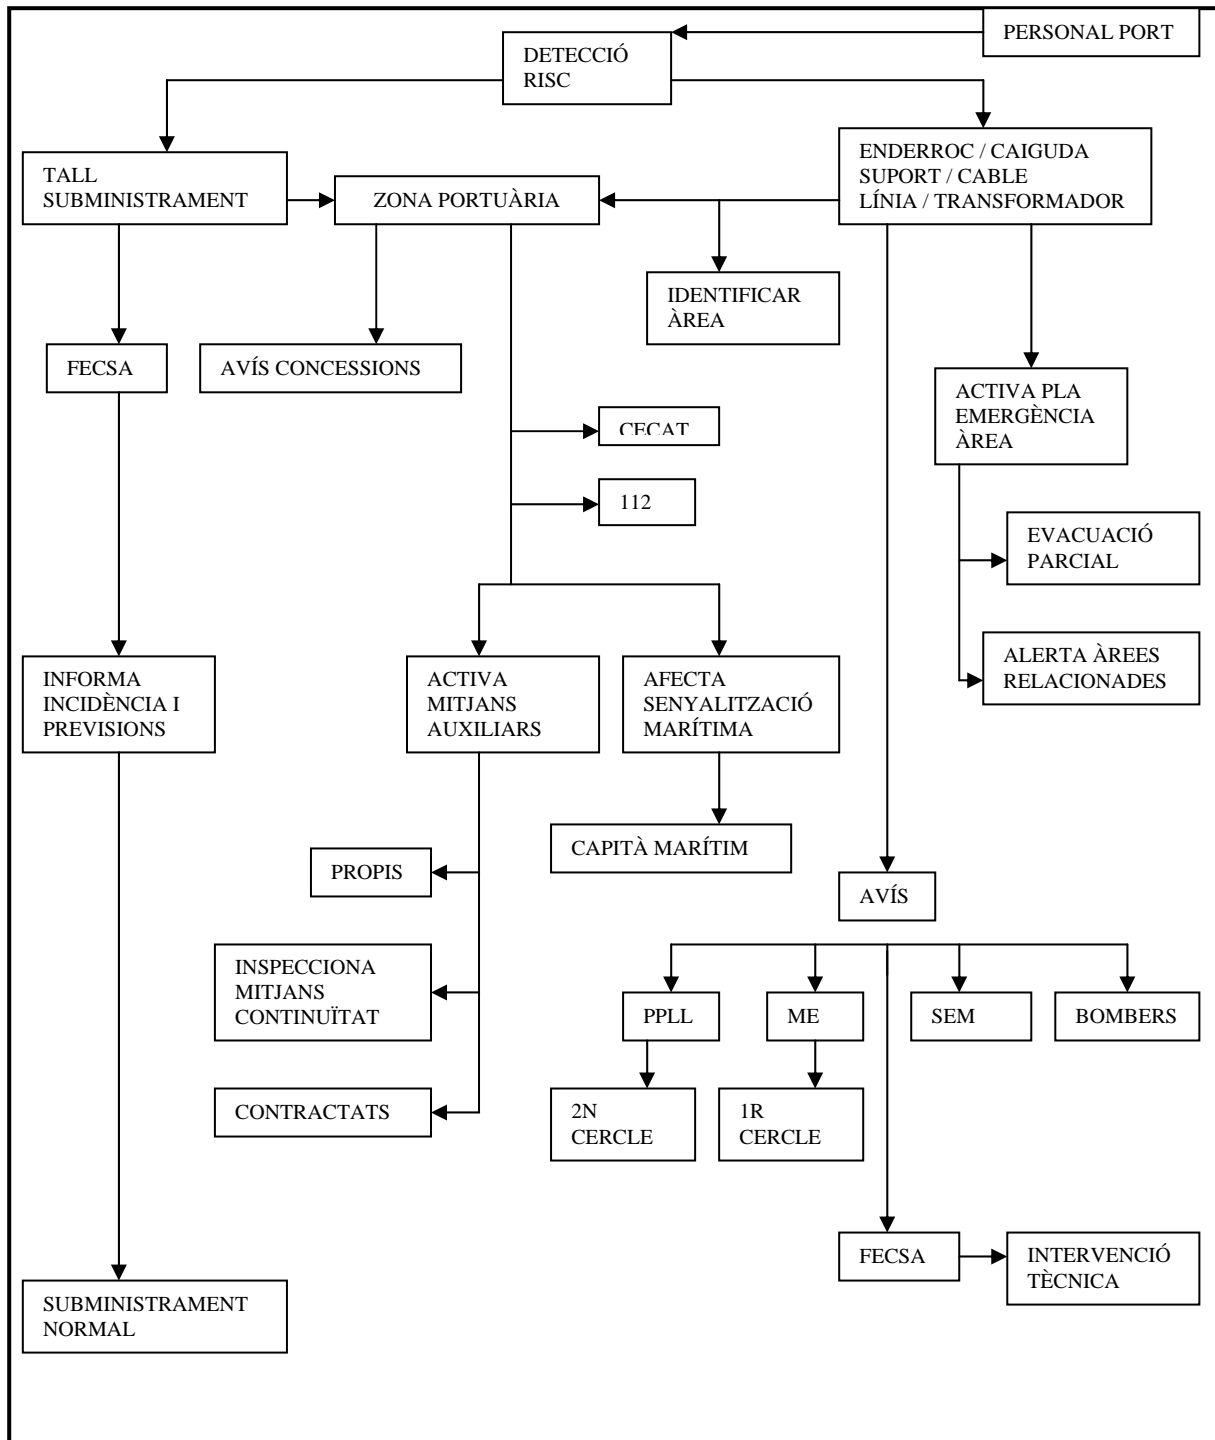 PERSONAL PORT
DETECCIÓ
RISC
TALL
SUBMINISTRAMENT
ZONA PORTUÀRIA
ENDERROC / CAIGUDA
SUPORT / CABLE
LÍNIA / TRANSFORMADOR
IDENTIFICAR
ÀREA
FECSA
AVÍS CONCESSIONS
ACTIVA PLA
EMERGÈNCIA
ÀREA
CECAT
112
EVACUACIÓ
PARCIAL
INFORMA
INCIDÈNCIA I
PREVISIONS
ACTIVA
MITJANS
AUXILIARS
AFECTA
SENYALITZACIÓ
MARÍTIMA
ALERTA ÀREES
RELACIONADES
CAPITÀ MARÍTIM
PROPIS
AVÍS
INSPECCIONA
MITJANS
CONTINUÏTAT
PPLL
ME
SEM
BOMBERS
CONTRACTATS
2N
CERCLE
1R
CERCLE
FECSA
INTERVENCIÓ
TÈCNICA
SUBMINISTRAMENT
NORMAL